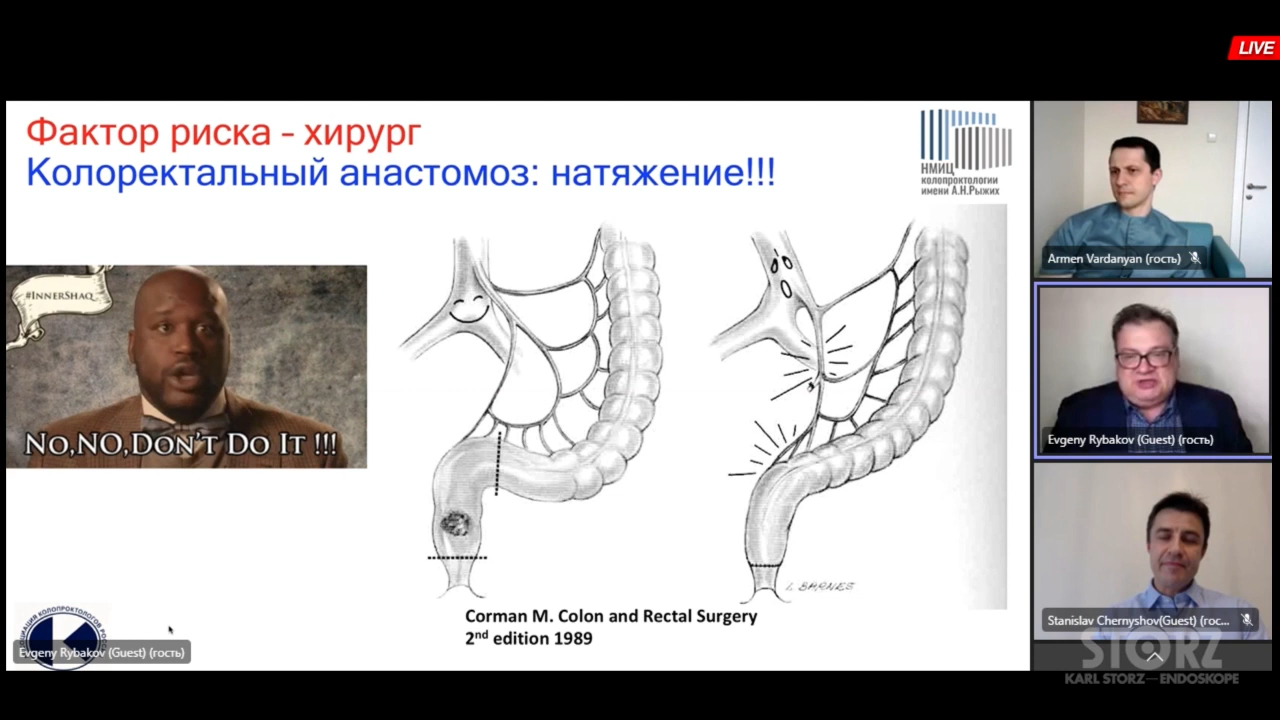 LIVE
Фактор риска - хирург
Колоректальный анастомоз: натяжение!!!
НМИЦ
колопроктологии
имени А.Н.Рыжих
#InnerShaq
No,No,Don't Do It !!!
L BARNES
Corman M. Colon and Rectal Surgery
2nd edition 1989
Evgeny Rybakov (Guest) (гость)
Armen Vardanyan (гость)
Evgeny Rybakov (Guest) (гость)
Stanislav Chernyshov(Guest) (гос...
STORZ
KARL STORZ—ENDOSKOPE